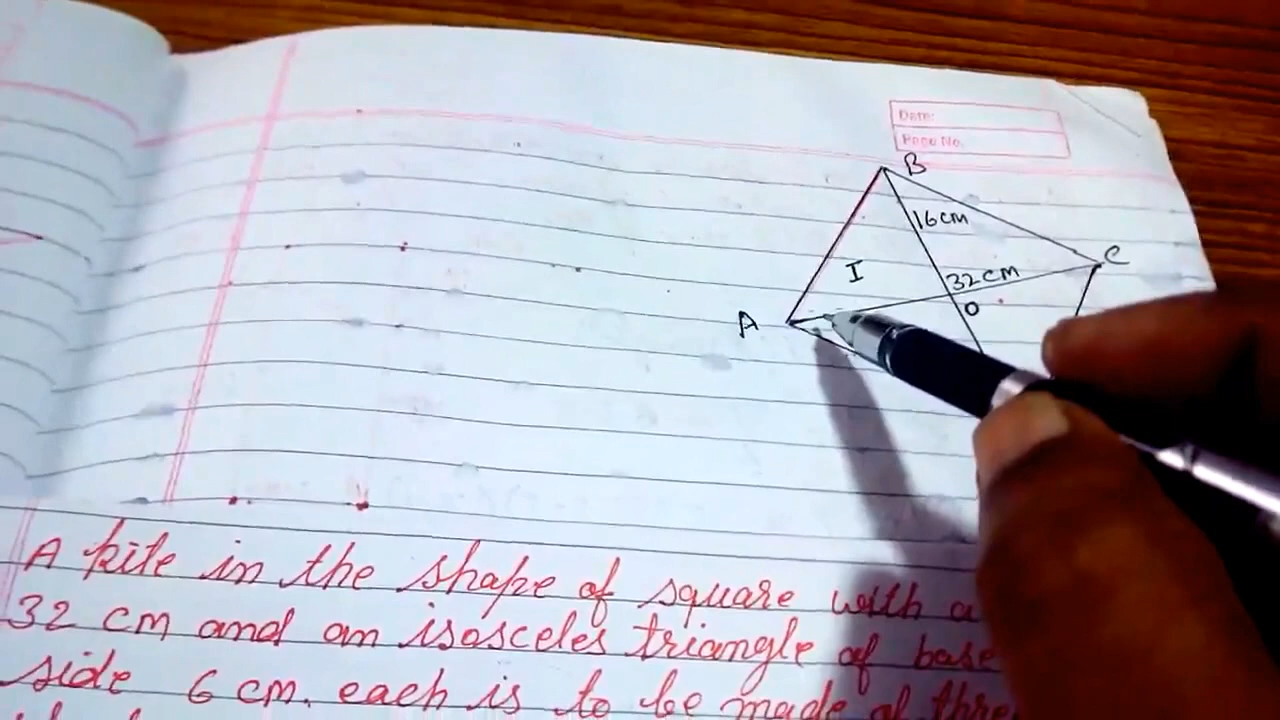 Date:
Page No.
B
16cm
C
I
32cm
O
A
A kite in the shape of square with a
32 cm and an isosceles triangle of base
side 6 cm. each is to be made of